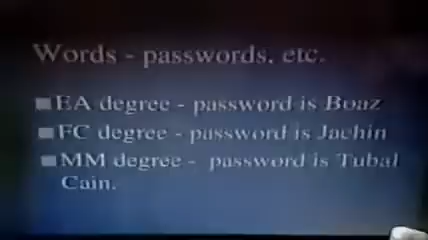 Words - passwords, etc.
EA degree - password is Boaz
FC degree - password is Jachin
MM degree - password is Tubal
Cain.